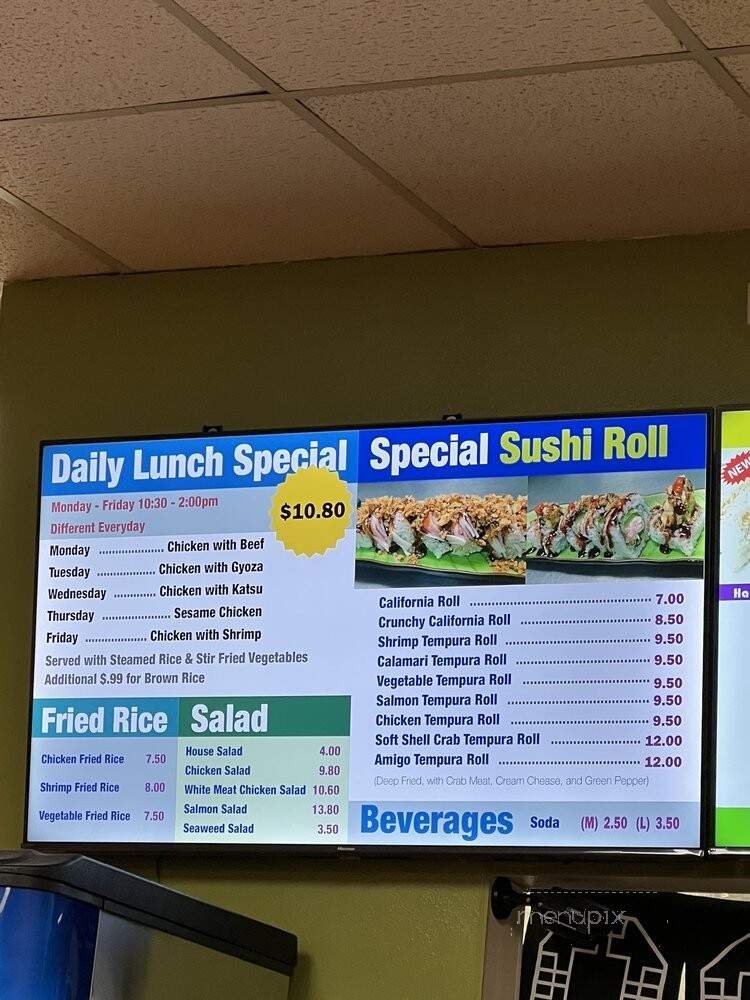 Daily Lunch Special
Monday - Friday 10:30 - 2:00pm
Different Everyday
$10.80
Monday ...................... Chicken with Beef
Tuesday .................... Chicken with Gyoza
Wednesday .............. Chicken with Katsu
Thursday ......................... Sesame Chicken
Friday ..................... Chicken with Shrimp
Served with Steamed Rice & Stir Fried Vegetables
Additional $.99 for Brown Rice
Fried Rice
Chicken Fried Rice 7.50
Shrimp Fried Rice 8.00
Vegetable Fried Rice 7.50
Salad
House Salad 4.00
Chicken Salad 9.80
White Meat Chicken Salad 10.60
Salmon Salad 13.80
Seaweed Salad 3.50
Special Sushi Roll
California Roll .................................................. 7.00
Crunchy California Roll .................................... 8.50
Shrimp Tempura Roll ........................................ 9.50
Calamari Tempura Roll ..................................... 9.50
Vegetable Tempura Roll .................................... 9.50
Salmon Tempura Roll ........................................ 9.50
Chicken Tempura Roll ....................................... 9.50
Soft Shell Crab Tempura Roll ........................... 12.00
Amigo Tempura Roll ......................................... 12.00
(Deep Fried, with Crab Meat, Cream Chease, and Green Pepper)
Beverages Soda (M) 2.50 (L) 3.50
Hisense
NEW
Ha
menupix